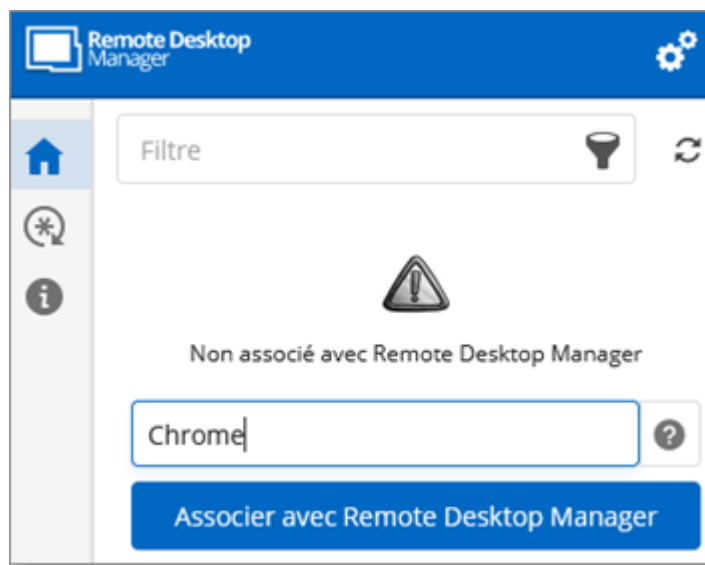 Remote Desktop
Manager
Filtre
Non associé avec Remote Desktop Manager
Chrome
Associer avec Remote Desktop Manager